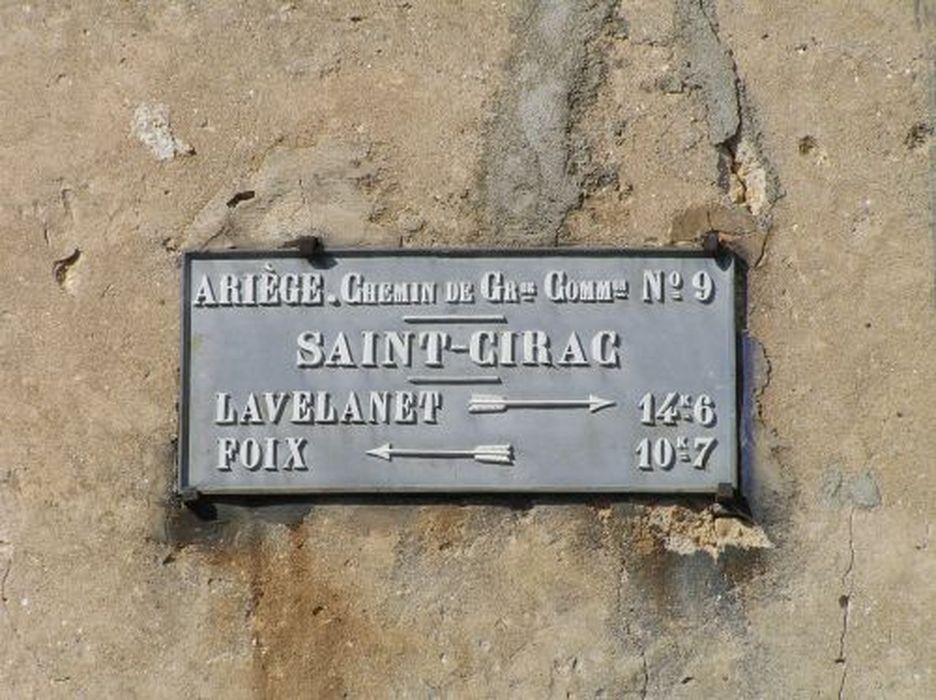 ARIÈGE. CHEMIN DE GRDE COMMON No 9
SAINT-CIRAC
LAVELANET 14K6
FOIX 10K7